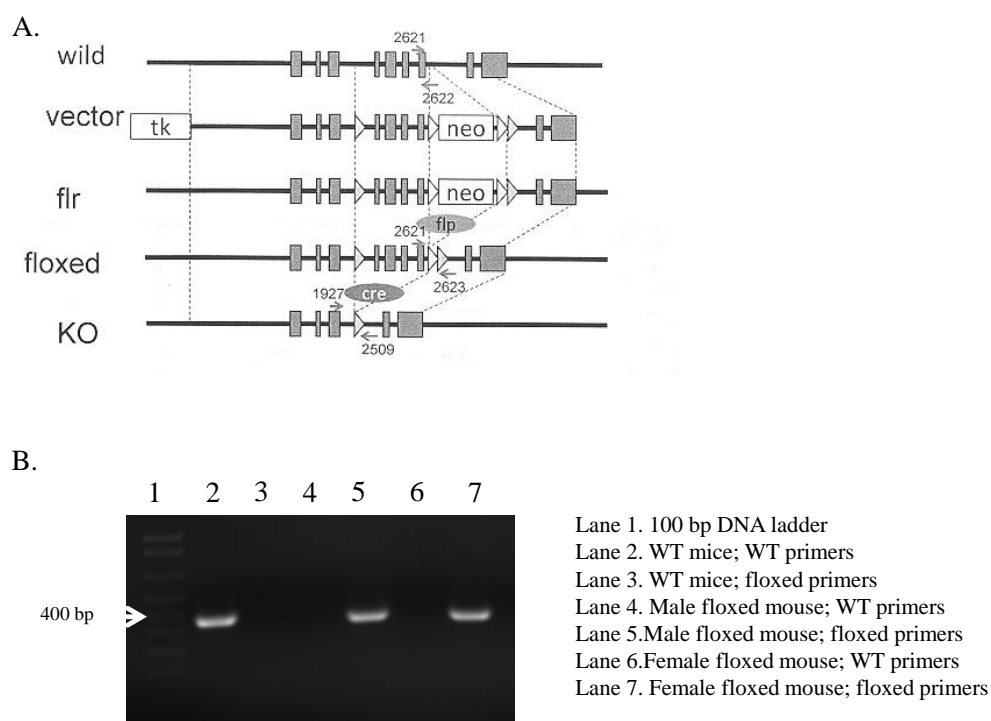 A.
wild
2621
2622
vector
tk
neo
flr
neo
flp
floxed
2621
2623
1927
cre
KO
2509
B.
1 2 3 4 5 6 7
400 bp
Lane 1. 100 bp DNA ladder
Lane 2. WT mice; WT primers
Lane 3. WT mice; floxed primers
Lane 4. Male floxed mouse; WT primers
Lane 5.Male floxed mouse; floxed primers
Lane 6.Female floxed mouse; WT primers
Lane 7. Female floxed mouse; floxed primers